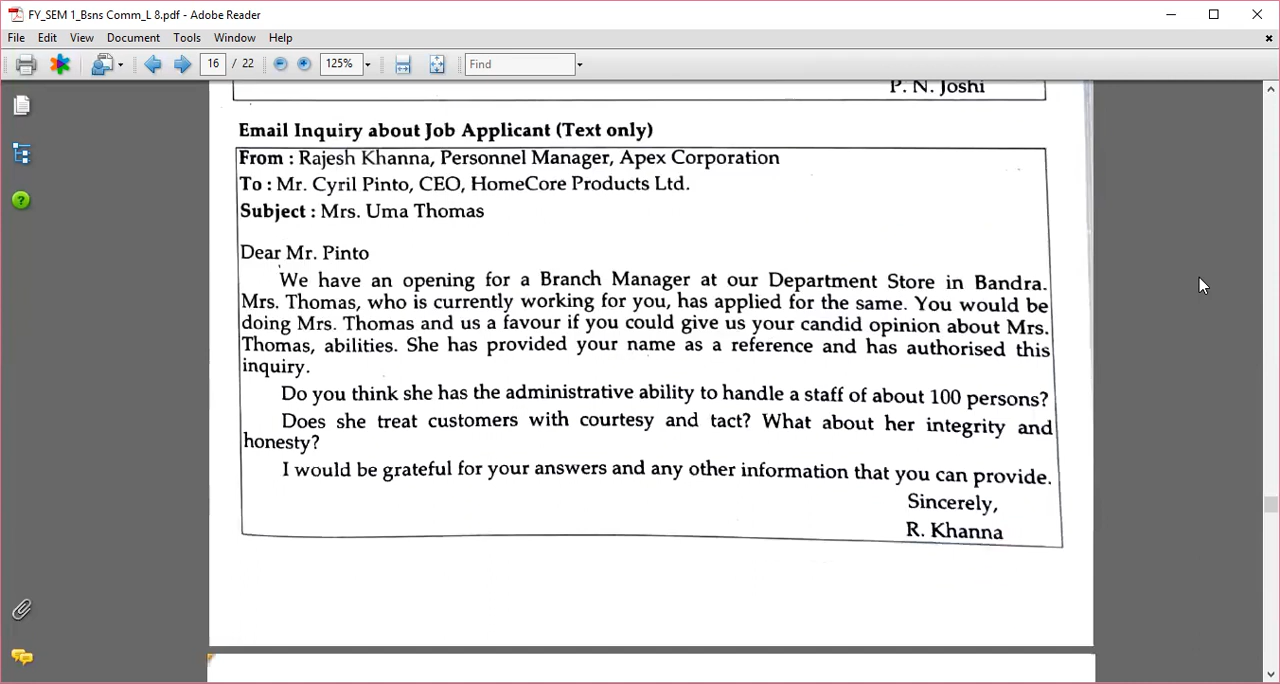 FY_SEM 1_Bsns Comm_L 8.pdf - Adobe Reader
File Edit View Document Tools Window Help
16 / 22 125% Find
P. N. Joshi
Email Inquiry about Job Applicant (Text only)
From : Rajesh Khanna, Personnel Manager, Apex Corporation
To : Mr. Cyril Pinto, CEO, HomeCore Products Ltd.
Subject : Mrs. Uma Thomas
Dear Mr. Pinto
We have an opening for a Branch Manager at our Department Store in Bandra.
Mrs. Thomas, who is currently working for you, has applied for the same. You would be
doing Mrs. Thomas and us a favour if you could give us your candid opinion about Mrs.
Thomas, abilities. She has provided your name as a reference and has authorised this
inquiry.
Do you think she has the administrative ability to handle a staff of about 100 persons?
Does she treat customers with courtesy and tact? What about her integrity and
honesty?
I would be grateful for your answers and any other information that you can provide.
Sincerely,
R. Khanna